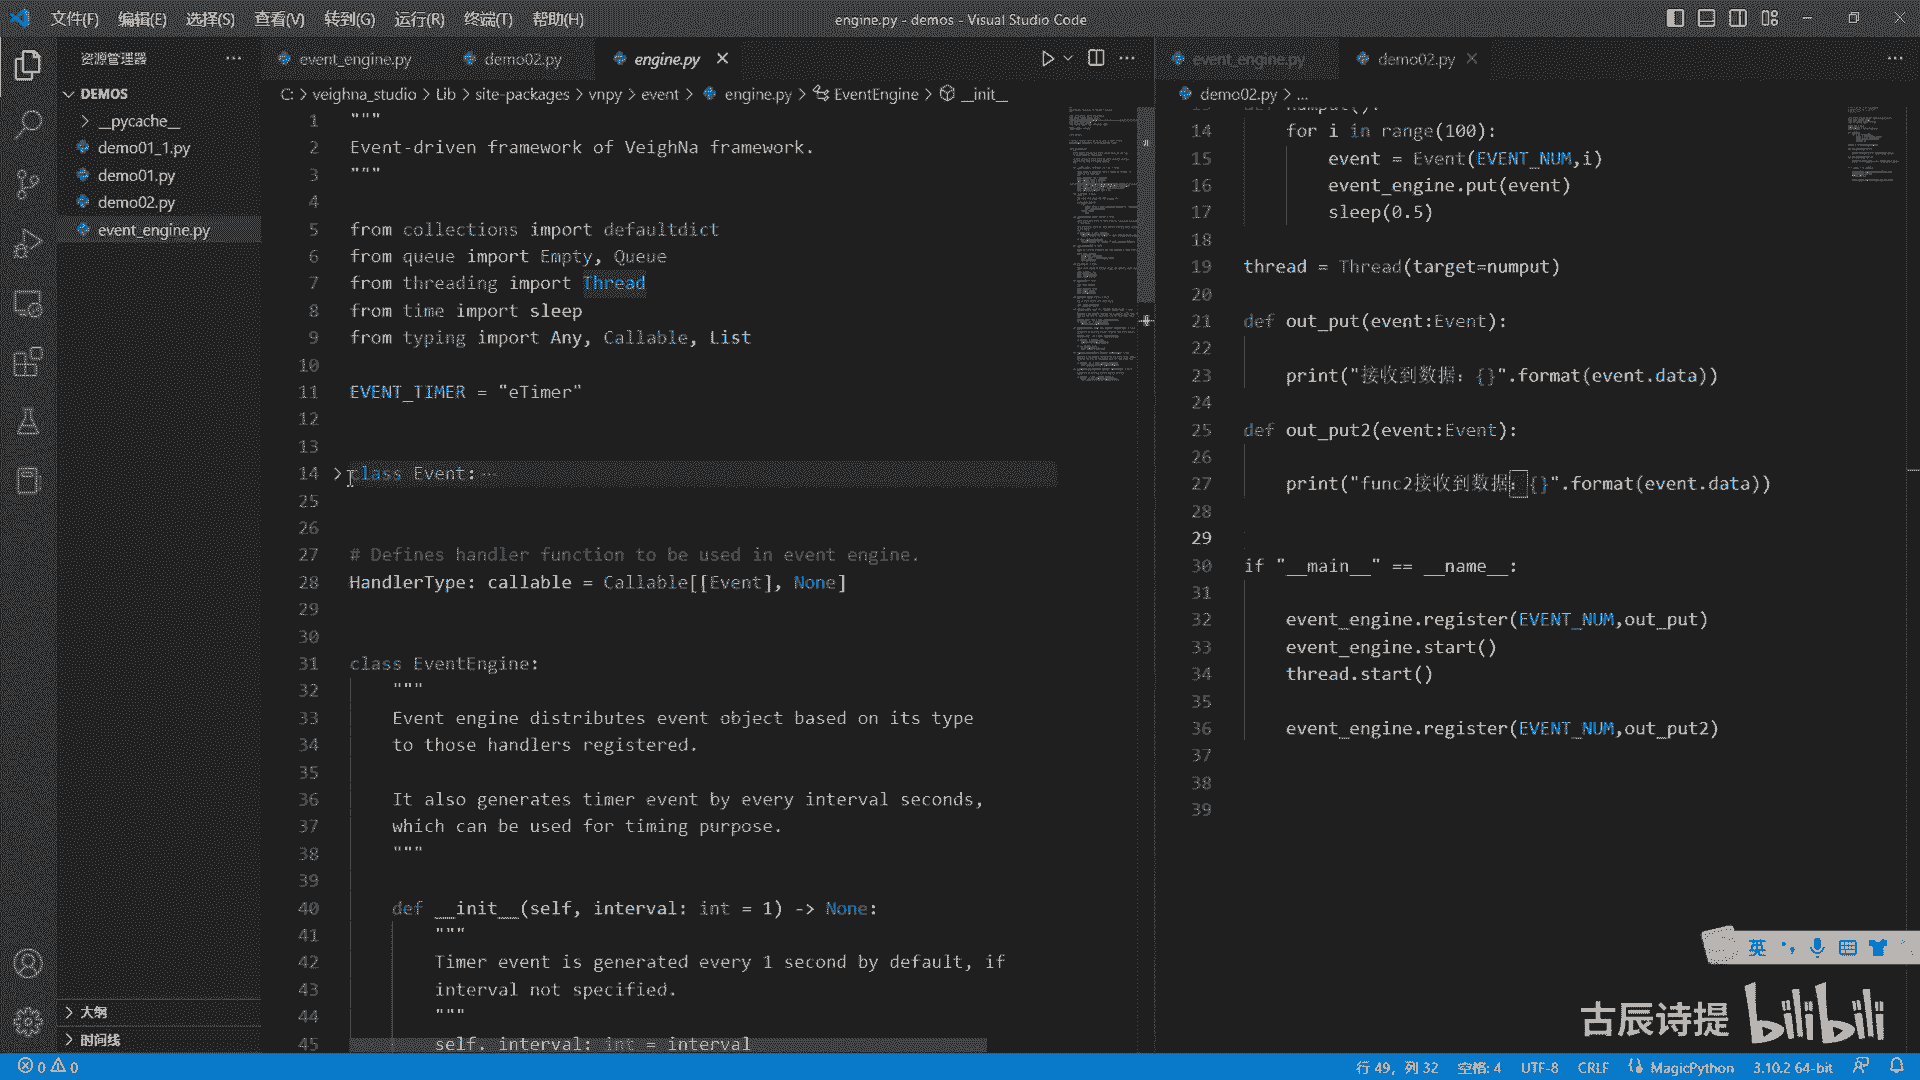 文件(F) 编辑(E) 选择(S) 查看(V) 转到(G) 运行(R) 终端(T) 帮助(H) engine.py - demos - Visual Studio Code
资源管理器
DEMOS
__pycache__
demo01_1.py
demo01.py
demo02.py
event_engine.py
大纲
时间线
event_engine.py demo02.py engine.py
C: > veighna_studio > Lib > site-packages > vnpy > event > engine.py > EventEngine > __init__
1 """
2 Event-driven framework of VeighNa framework.
3 """
4
5 from collections import defaultdict
6 from queue import Empty, Queue
7 from threading import Thread
8 from time import sleep
9 from typing import Any, Callable, List
10
11 EVENT_TIMER = "eTimer"
12
13
14 class Event: ···
25
26
27 # Defines handler function to be used in event engine.
28 HandlerType: callable = Callable[[Event], None]
29
30
31 class EventEngine:
32 """
33 Event engine distributes event object based on its type
34 to those handlers registered.
35
36 It also generates timer event by every interval seconds,
37 which can be used for timing purpose.
38 """
39
40 def __init__(self, interval: int = 1) -> None:
41 """
42 Timer event is generated every 1 second by default, if
43 interval not specified.
44 """
45 self._interval: int = interval
event_engine.py demo02.py
demo02.py > ...
13 def numput():
14 for i in range(100):
15 event = Event(EVENT_NUM,i)
16 event_engine.put(event)
17 sleep(0.5)
18
19 thread = Thread(target=numput)
20
21 def out_put(event:Event):
22
23 print("接收到数据：{}".format(event.data))
24
25 def out_put2(event:Event):
26
27 print("func2接收到数据：{}".format(event.data))
28
29
30 if "__main__" == __name__:
31
32 event_engine.register(EVENT_NUM,out_put)
33 event_engine.start()
34 thread.start()
35
36 event_engine.register(EVENT_NUM,out_put2)
37
38
39
英
古辰诗提 bilibili
0 0 行 49，列 32 空格: 4 UTF-8 CRLF MagicPython 3.10.2 64-bit